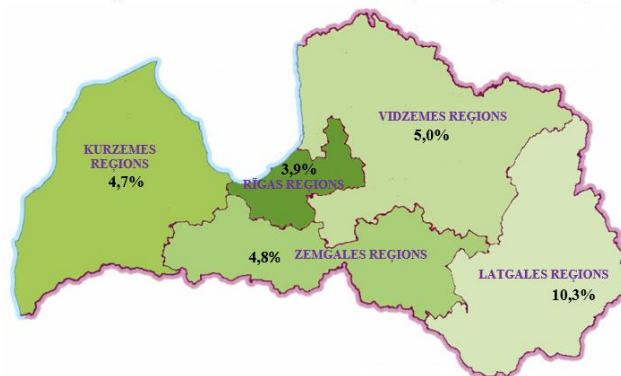 VIDZEMES REĢIONS
5,0%
KURZEMES
REĢIONS
4,7%
3,9%
RĪGAS REĢIONS
4,8%
ZEMGALES REĢIONS
LATGALES REĢIONS
10,3%